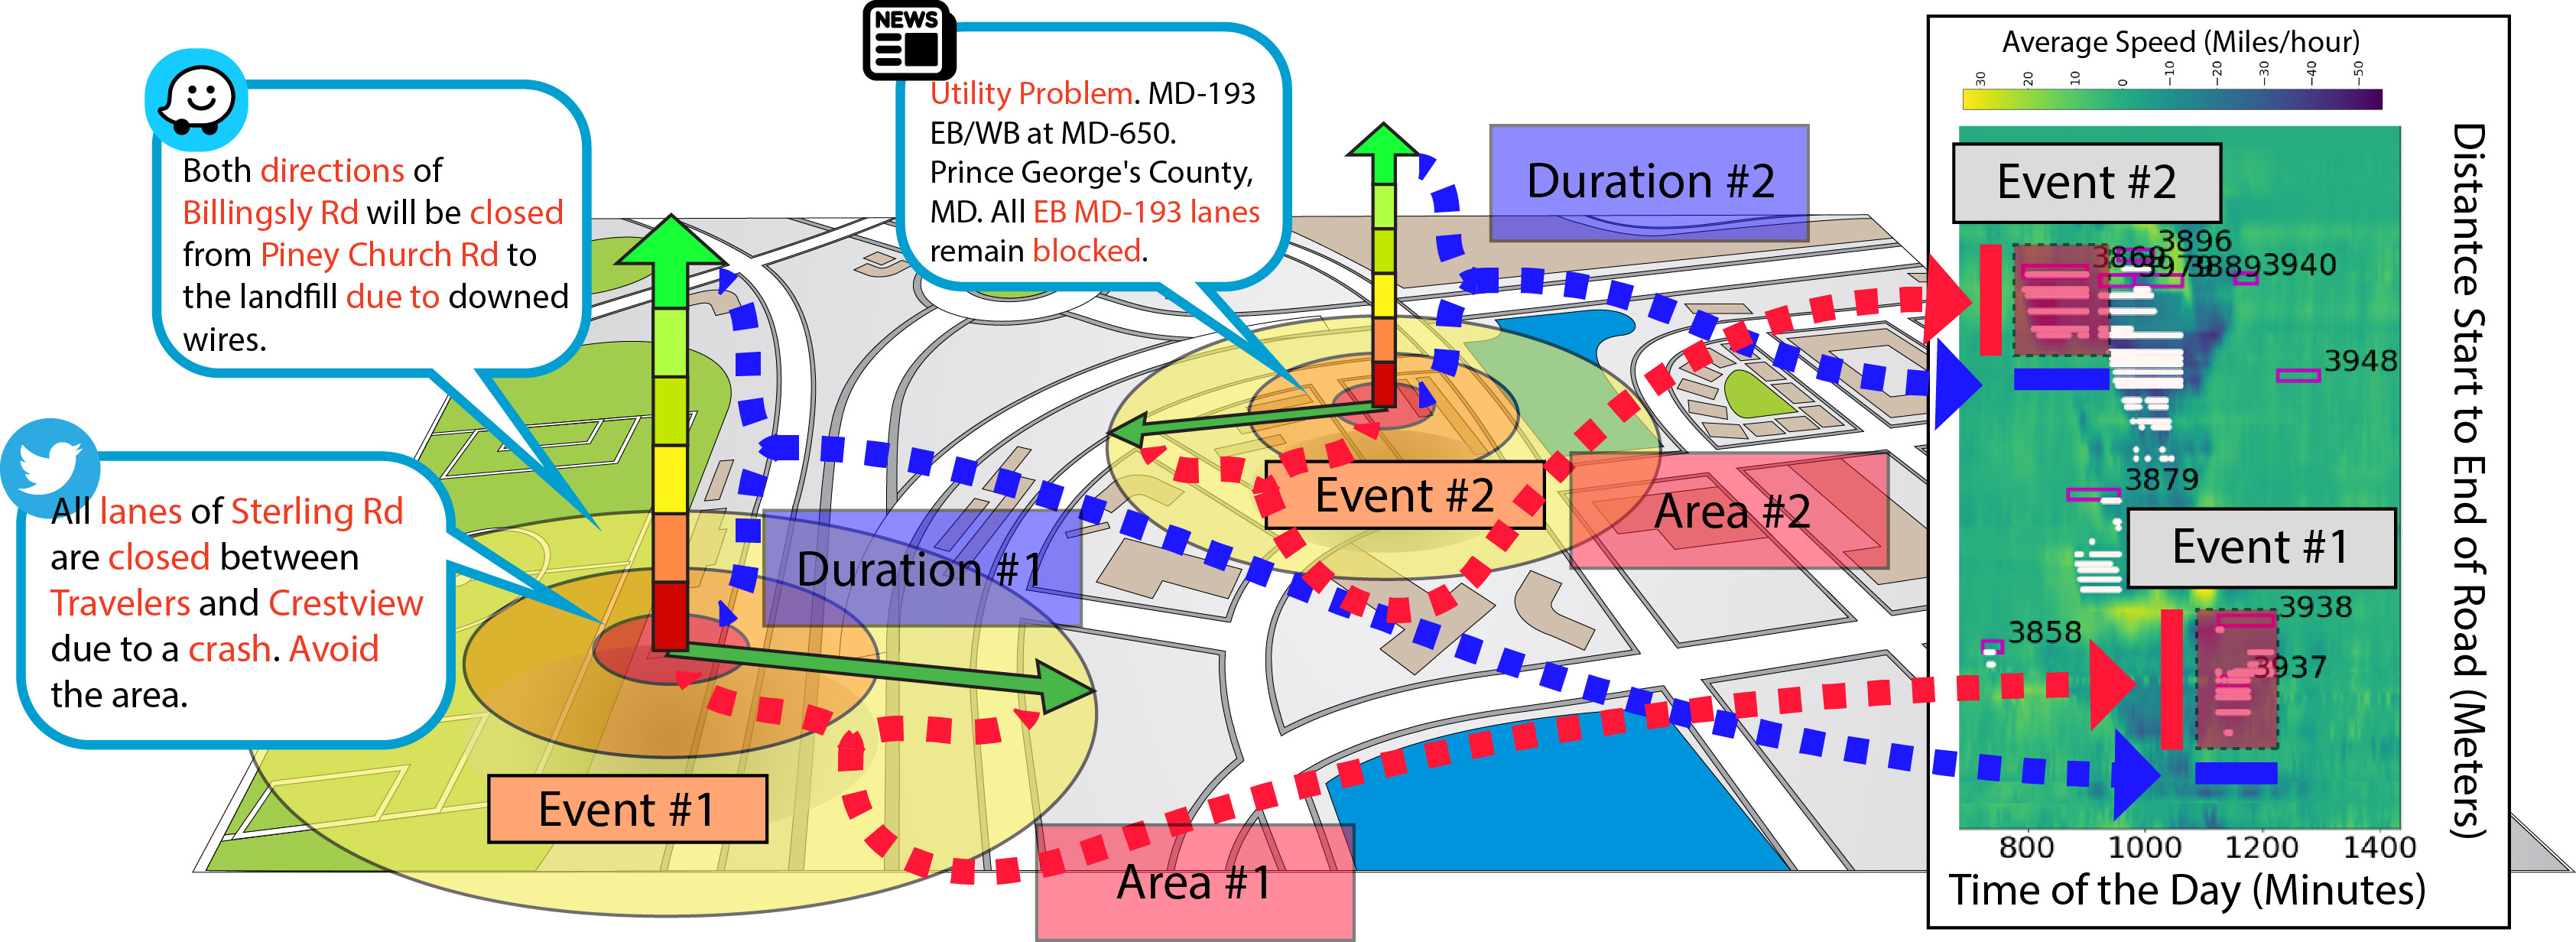 NEWS
Utility Problem. MD-193
EB/WB at MD-650.
Prince George's County,
MD. All EB MD-193 lanes
remain blocked.
Both directions of
Billingsly Rd will be closed
from Piney Church Rd to
the landfill due to downed
wires.
All lanes of Sterling Rd
are closed between
Travelers and Crestview
due to a crash. Avoid
the area.
Duration #2
Event #2
Area #2
Duration #1
Event #1
Area #1
Average Speed (Miles/hour)
30 20 10 0 −10 −20 −30 −40 −50
Event #2
3896
3869 3889 3940
3948
3879
Event #1
3938
3858
3937
800 1000 1200 1400
Time of the Day (Minutes)
Distantce Start to End of Road (Meters)